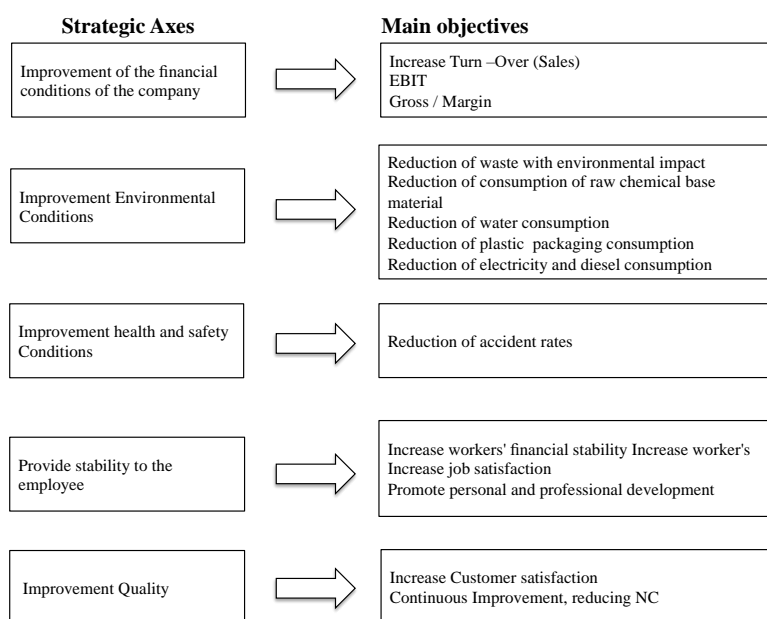 Strategic Axes
Main objectives
Improvement of the financial
conditions of the company
Increase Turn –Over (Sales)
EBIT
Gross / Margin
Improvement Environmental
Conditions
Reduction of waste with environmental impact
Reduction of consumption of raw chemical base
material
Reduction of water consumption
Reduction of plastic packaging consumption
Reduction of electricity and diesel consumption
Improvement health and safety
Conditions
Reduction of accident rates
Provide stability to the
employee
Increase workers' financial stability Increase worker's
Increase job satisfaction
Promote personal and professional development
Improvement Quality
Increase Customer satisfaction
Continuous Improvement, reducing NC